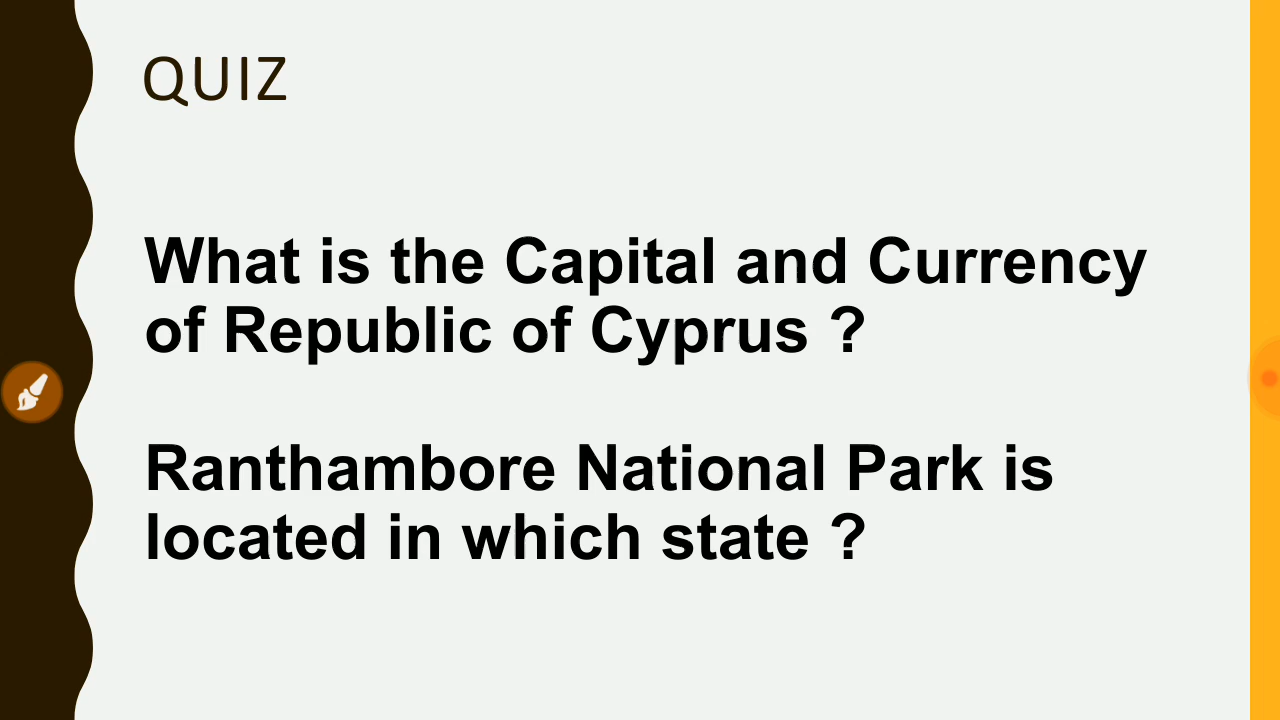 QUIZ
What is the Capital and Currency
of Republic of Cyprus ?
Ranthambore National Park is
located in which state ?